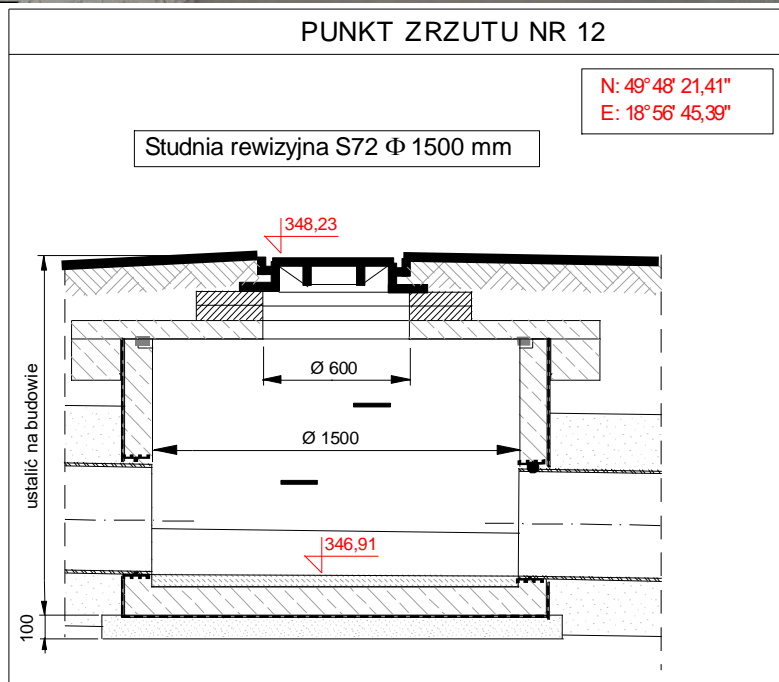 PUNKT ZRZUTU NR 12
N: 49°48' 21,41"
E: 18°56' 45,39"
Studnia rewizyjna S72 Φ 1500 mm
348,23
Ø 600
Ø 1500
346,91
ustalić na budowie
100